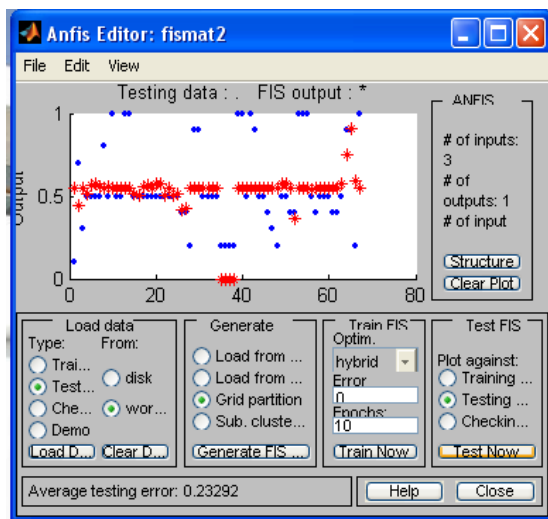 Anfis Editor: fismat2
File Edit View
Testing data : . FIS output : *
Output
1
0.5
0
0 20 40 60 80
ANFIS
# of inputs:
3
# of
outputs: 1
# of input
Structure
Clear Plot
Load data
Type: From:
Trai...
disk
Test...
Che...
wor...
Demo
Load D... Clear D...
Generate
Load from ...
Load from ...
Grid partition
Sub. cluste...
Generate FIS ...
Train FIS
Optim.
hybrid
Error
0
Epochs:
10
Train Now
Test FIS
Plot against:
Training ...
Testing ...
Checkin...
Test Now
Average testing error: 0.23292
Help Close